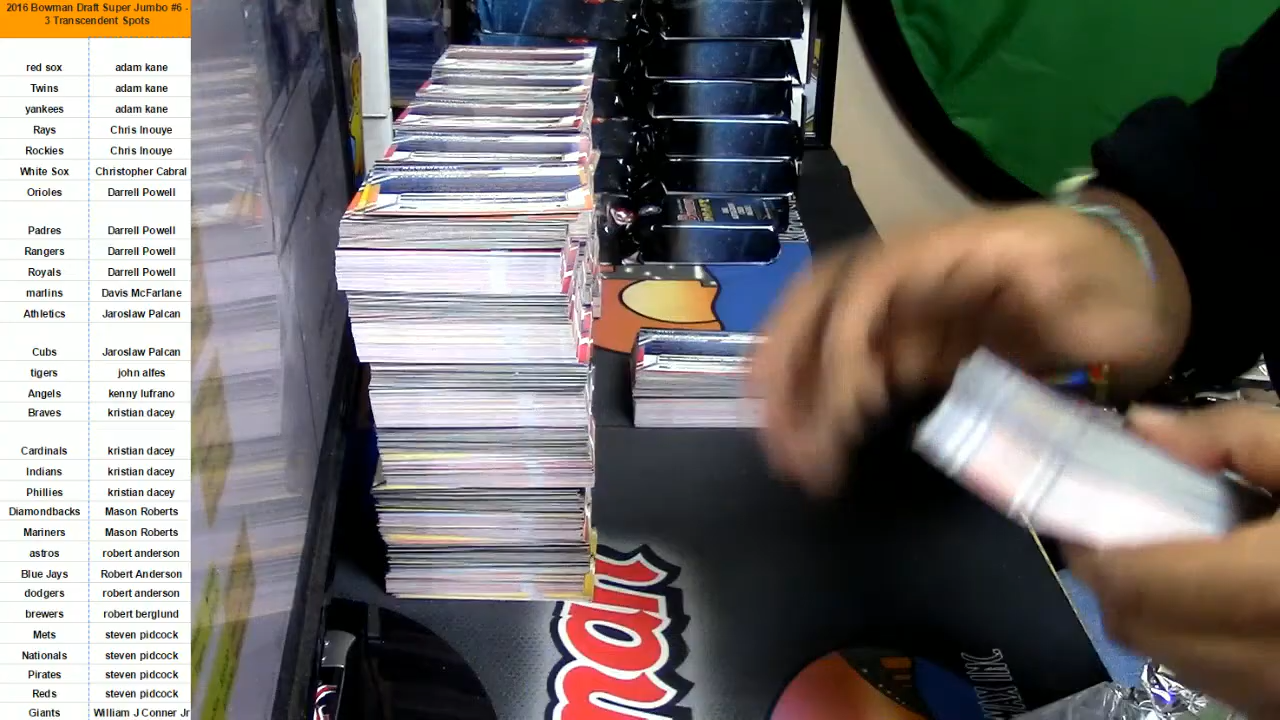 2016 Bowman Draft Super Jumbo #6 -
3 Transcendent Spots
red sox adam kane
Twins adam kane
yankees adam kane
Rays Chris Inouye
Rockies Chris Inouye
White Sox Christopher Cabral
Orioles Darrell Powell
Padres Darrell Powell
Rangers Darrell Powell
Royals Darrell Powell
marlins Davis McFarlane
Athletics Jaroslaw Palcan
Cubs Jaroslaw Palcan
tigers john alfes
Angels kenny lufrano
Braves kristian dacey
Cardinals kristian dacey
Indians kristian dacey
Phillies kristian dacey
Diamondbacks Mason Roberts
Mariners Mason Roberts
astros robert anderson
Blue Jays Robert Anderson
dodgers robert anderson
brewers robert berglund
Mets steven pidcock
Nationals steven pidcock
Pirates steven pidcock
Reds steven pidcock
Giants William J Conner Jr